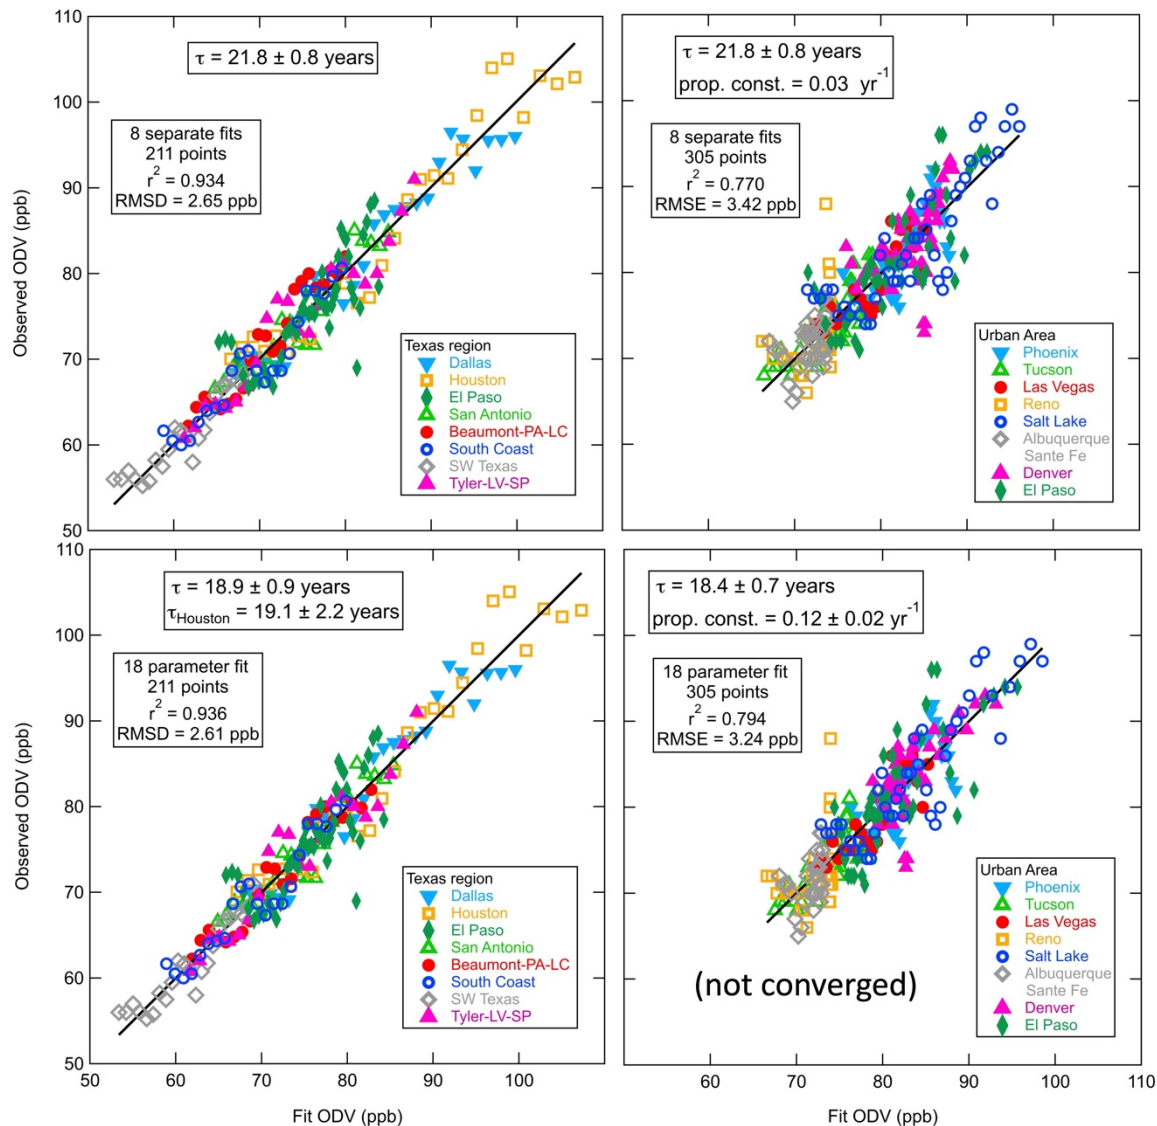 110
100
90
80
70
60
50
Observed ODV (ppb)
τ = 21.8 ± 0.8 years
8 separate fits
211 points
r² = 0.934
RMSD = 2.65 ppb
Texas region
Dallas
Houston
El Paso
San Antonio
Beaumont-PA-LC
South Coast
SW Texas
Tyler-LV-SP
τ = 21.8 ± 0.8 years
prop. const. = 0.03 yr⁻¹
8 separate fits
305 points
r² = 0.770
RMSE = 3.42 ppb
Urban Area
Phoenix
Tucson
Las Vegas
Reno
Salt Lake
Albuquerque
Sante Fe
Denver
El Paso
110
100
90
80
70
60
50
Observed ODV (ppb)
τ = 18.9 ± 0.9 years
τHouston = 19.1 ± 2.2 years
18 parameter fit
211 points
r² = 0.936
RMSD = 2.61 ppb
Texas region
Dallas
Houston
El Paso
San Antonio
Beaumont-PA-LC
South Coast
SW Texas
Tyler-LV-SP
50 60 70 80 90 100
Fit ODV (ppb)
τ = 18.4 ± 0.7 years
prop. const. = 0.12 ± 0.02 yr⁻¹
18 parameter fit
305 points
r² = 0.794
RMSE = 3.24 ppb
(not converged)
Urban Area
Phoenix
Tucson
Las Vegas
Reno
Salt Lake
Albuquerque
Sante Fe
Denver
El Paso
60 70 80 90 100 110
Fit ODV (ppb)